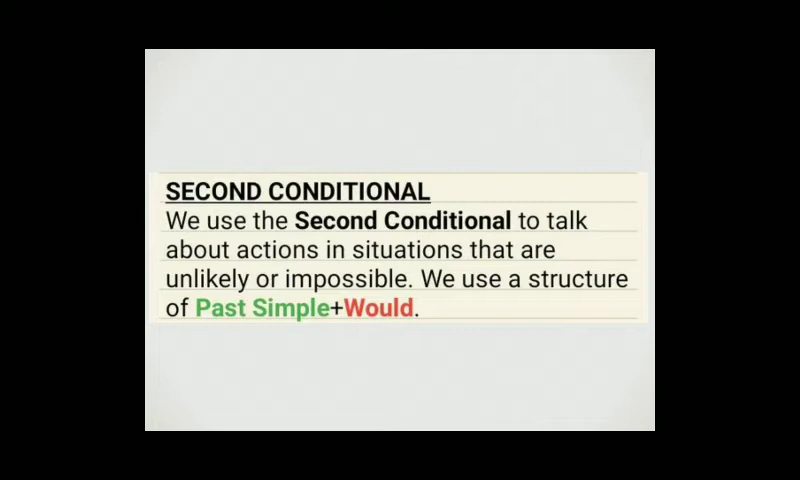 SECOND CONDITIONAL
We use the Second Conditional to talk
about actions in situations that are
unlikely or impossible. We use a structure
of Past Simple+Would.